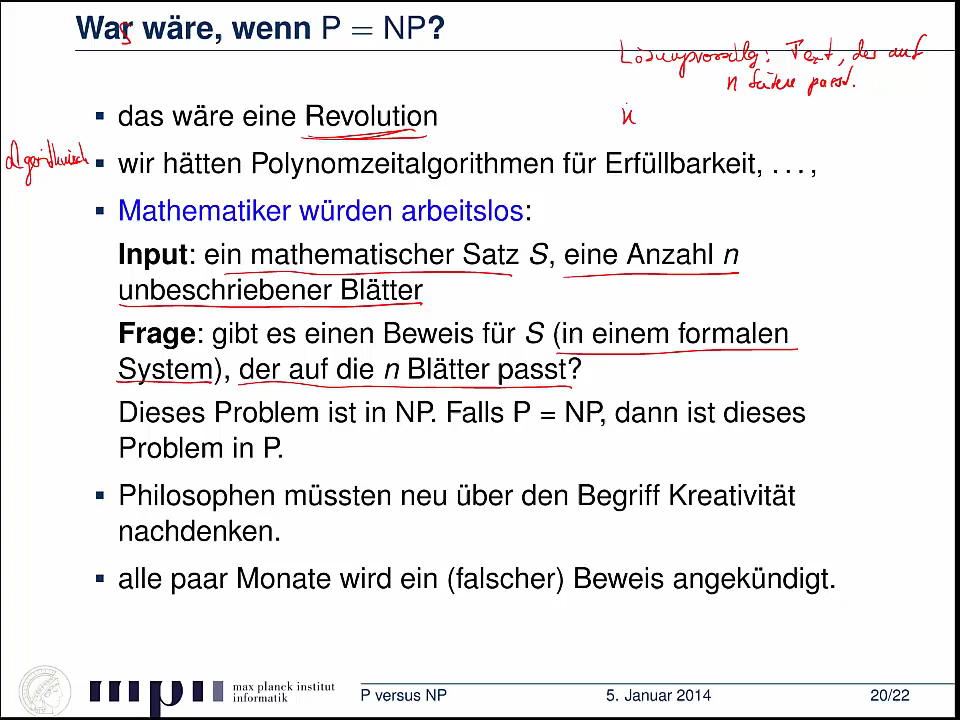 War wäre, wenn P = NP?
s
Lösungsvorschlag: Text, der auf
n Seiten passt.
das wäre eine Revolution
algorithmisch
wir hätten Polynomzeitalgorithmen für Erfüllbarkeit, ...,
Mathematiker würden arbeitslos:
Input: ein mathematischer Satz S, eine Anzahl n
unbeschriebener Blätter
Frage: gibt es einen Beweis für S (in einem formalen
System), der auf die n Blätter passt?
Dieses Problem ist in NP. Falls P = NP, dann ist dieses
Problem in P.
Philosophen müssten neu über den Begriff Kreativität
nachdenken.
alle paar Monate wird ein (falscher) Beweis angekündigt.
mpi max planck institut
informatik
P versus NP 5. Januar 2014 20/22